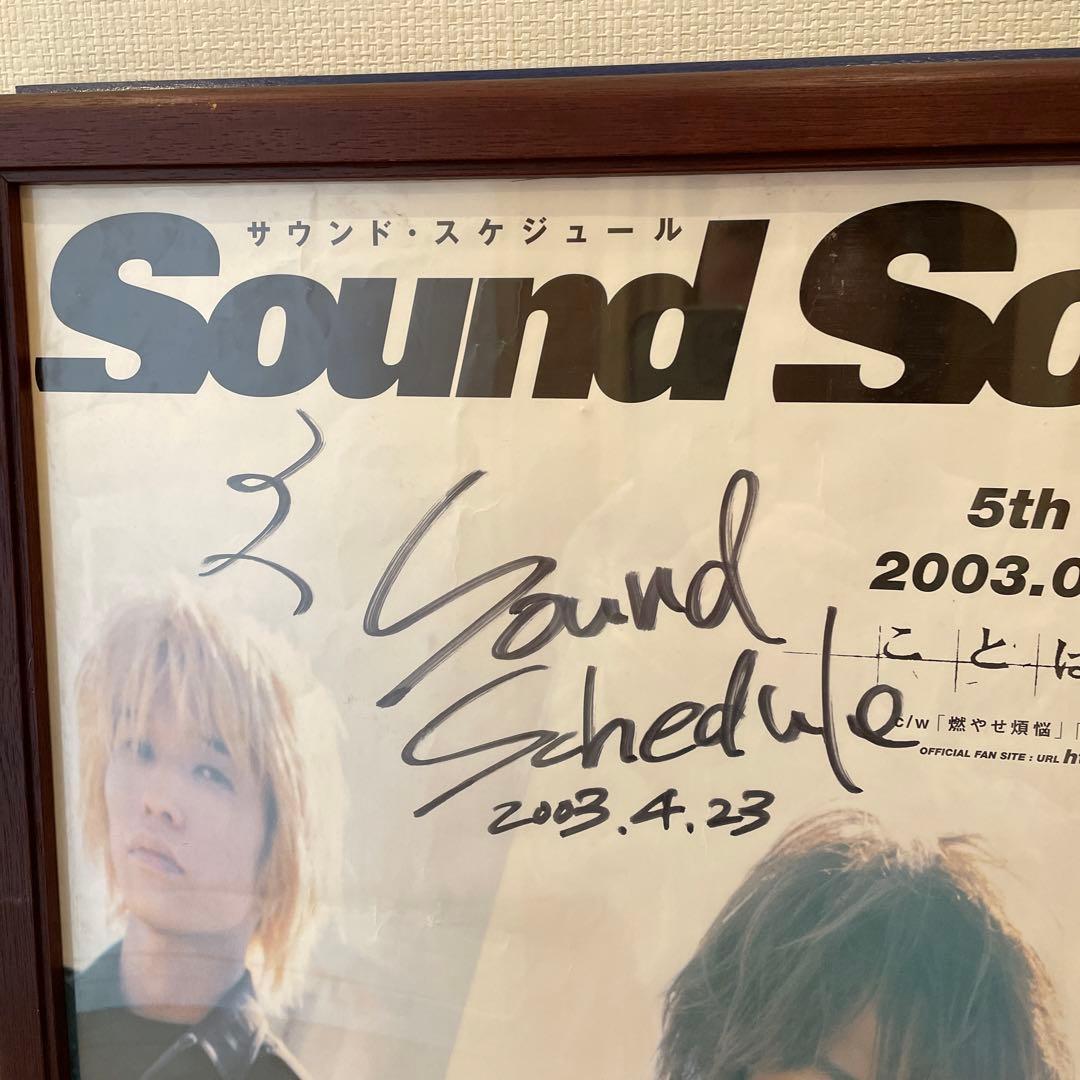 サウンド・スケジュール
Sound So
Sound
Schedule
2003.4.23
5th
2003.0
ことは
c/w「燃やせ煩悩」「
OFFICIAL FAN SITE : URL ht